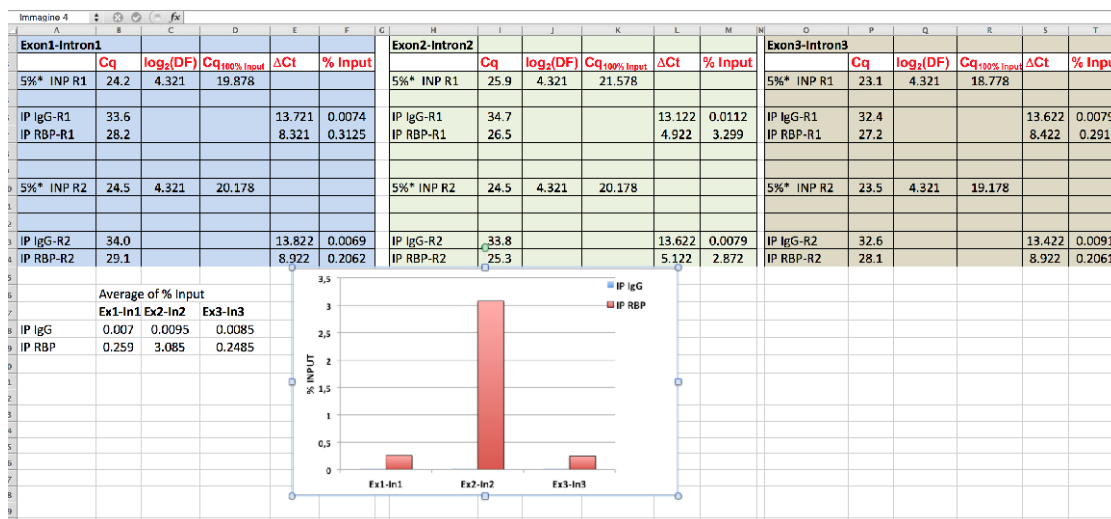 Immagine 4 fx
A B C D E F G H I J K L M N O P Q R S T
Exon1-Intron1 Exon2-Intron2 Exon3-Intron3
Cq log2(DF) Cq100% Input ΔCt % Input Cq log2(DF) Cq100% Input ΔCt % Input Cq log2(DF) Cq100% Input ΔCt % Inpu
5%* INP R1 24.2 4.321 19.878 5%* INP R1 25.9 4.321 21.578 5%* INP R1 23.1 4.321 18.778
IP IgG-R1 33.6 13.721 0.0074 IP IgG-R1 34.7 13.122 0.0112 IP IgG-R1 32.4 13.622 0.0079
IP RBP-R1 28.2 8.321 0.3125 IP RBP-R1 26.5 4.922 3.299 IP RBP-R1 27.2 8.422 0.291
5%* INP R2 24.5 4.321 20.178 5%* INP R2 24.5 4.321 20.178 5%* INP R2 23.5 4.321 19.178
IP IgG-R2 34.0 13.822 0.0069 IP IgG-R2 33.8 13.622 0.0079 IP IgG-R2 32.6 13.422 0.0091
IP RBP-R2 29.1 8.922 0.2062 IP RBP-R2 25.3 5.122 2.872 IP RBP-R2 28.1 8.922 0.2061
Average of % Input
Ex1-In1 Ex2-In2 Ex3-In3
IP IgG 0.007 0.0095 0.0085
IP RBP 0.259 3.085 0.2485
3,5
3
2,5
2
1,5
1
0,5
0
% INPUT
IP IgG
IP RBP
Ex1-In1 Ex2-In2 Ex3-In3